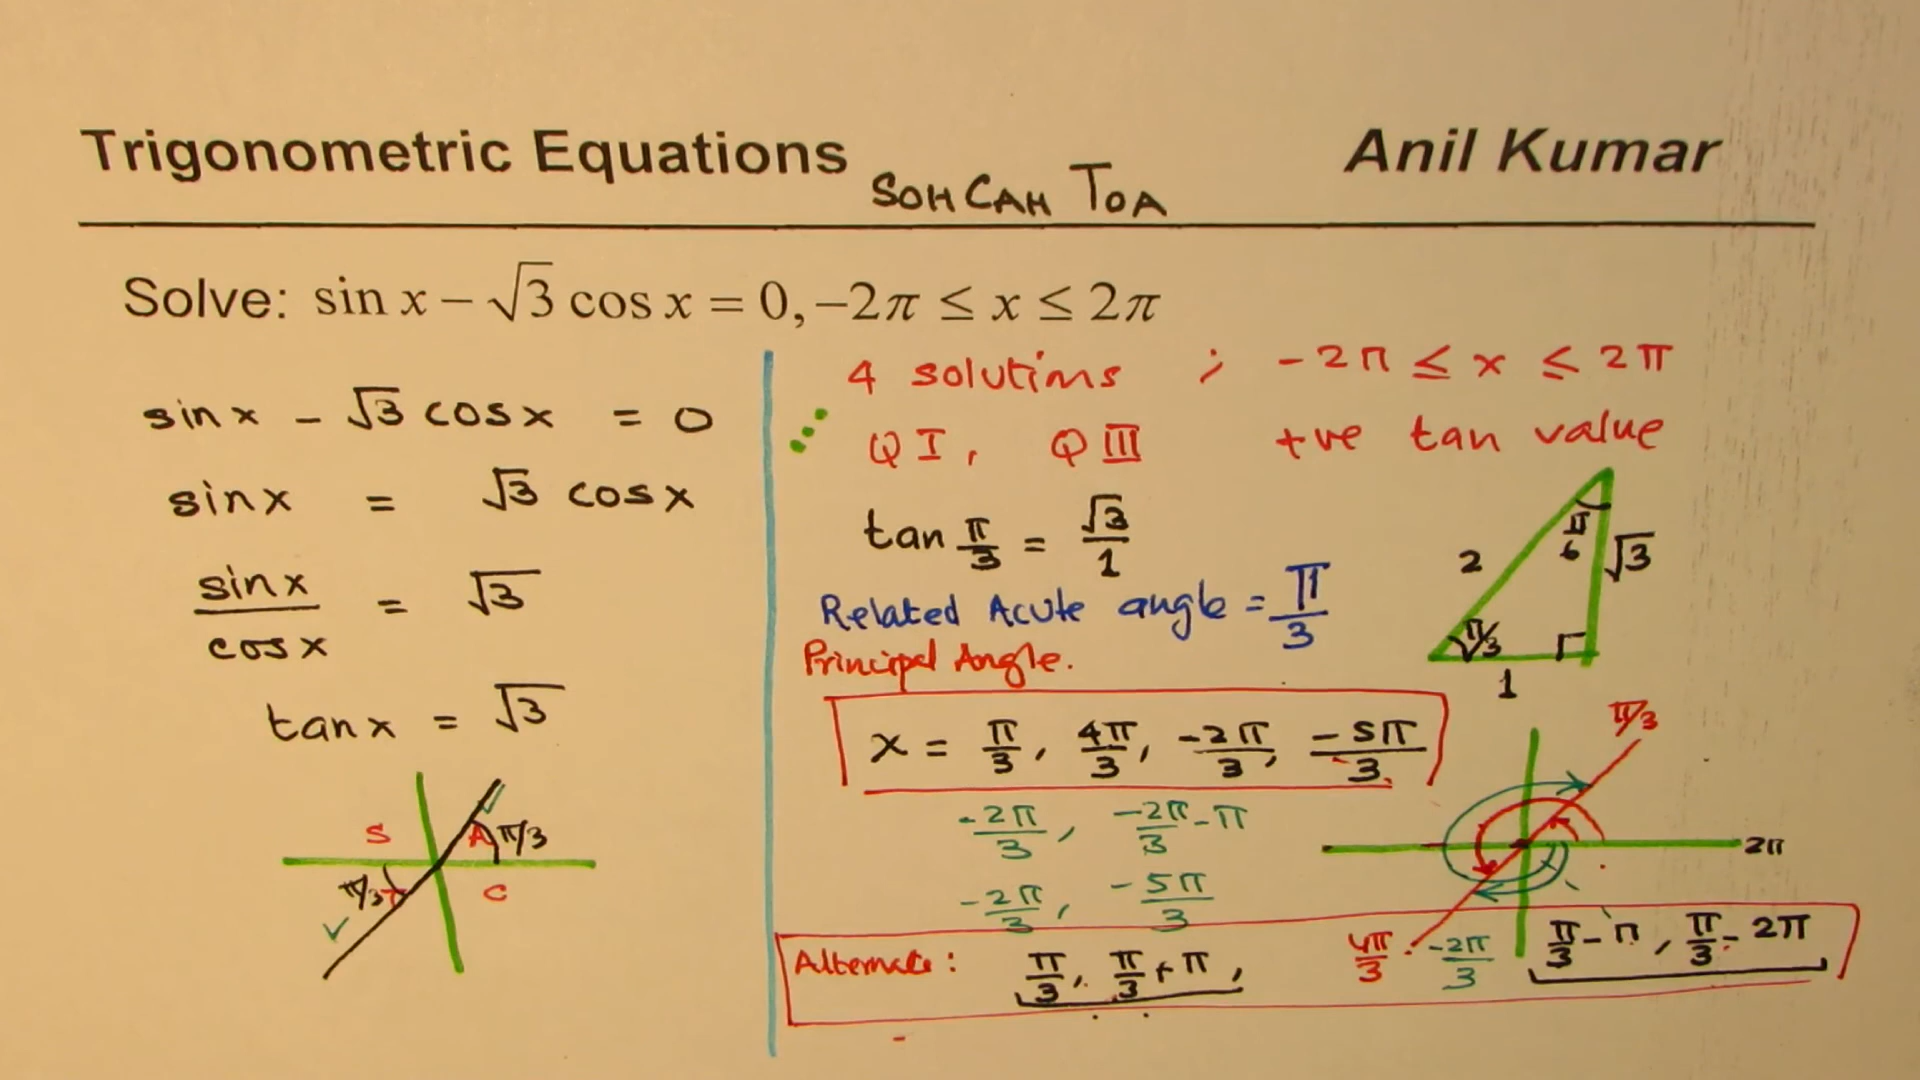 Trigonometric Equations Anil Kumar
SOH CAH TOA
Solve: sin x − √3 cos x = 0, −2π ≤ x ≤ 2π
sin x − √3 cos x = 0
sin x = √3 cos x
sin x / cos x = √3
tan x = √3
S A π/3
π/3 T C
4 solutions ; −2π ≤ x ≤ 2π
∴ Q I, Q III +ve tan value
tan π/3 = √3/1
Related Acute angle = π/3
Principal Angle.
2 π/6 √3
π/3
1
x = π/3, 4π/3, −2π/3, −5π/3
−2π/3, −2π/3 − π
−2π/3, −5π/3
π/3
2π
4π/3 −2π/3
Alternate: π/3, π/3 + π, π/3 − π, π/3 − 2π